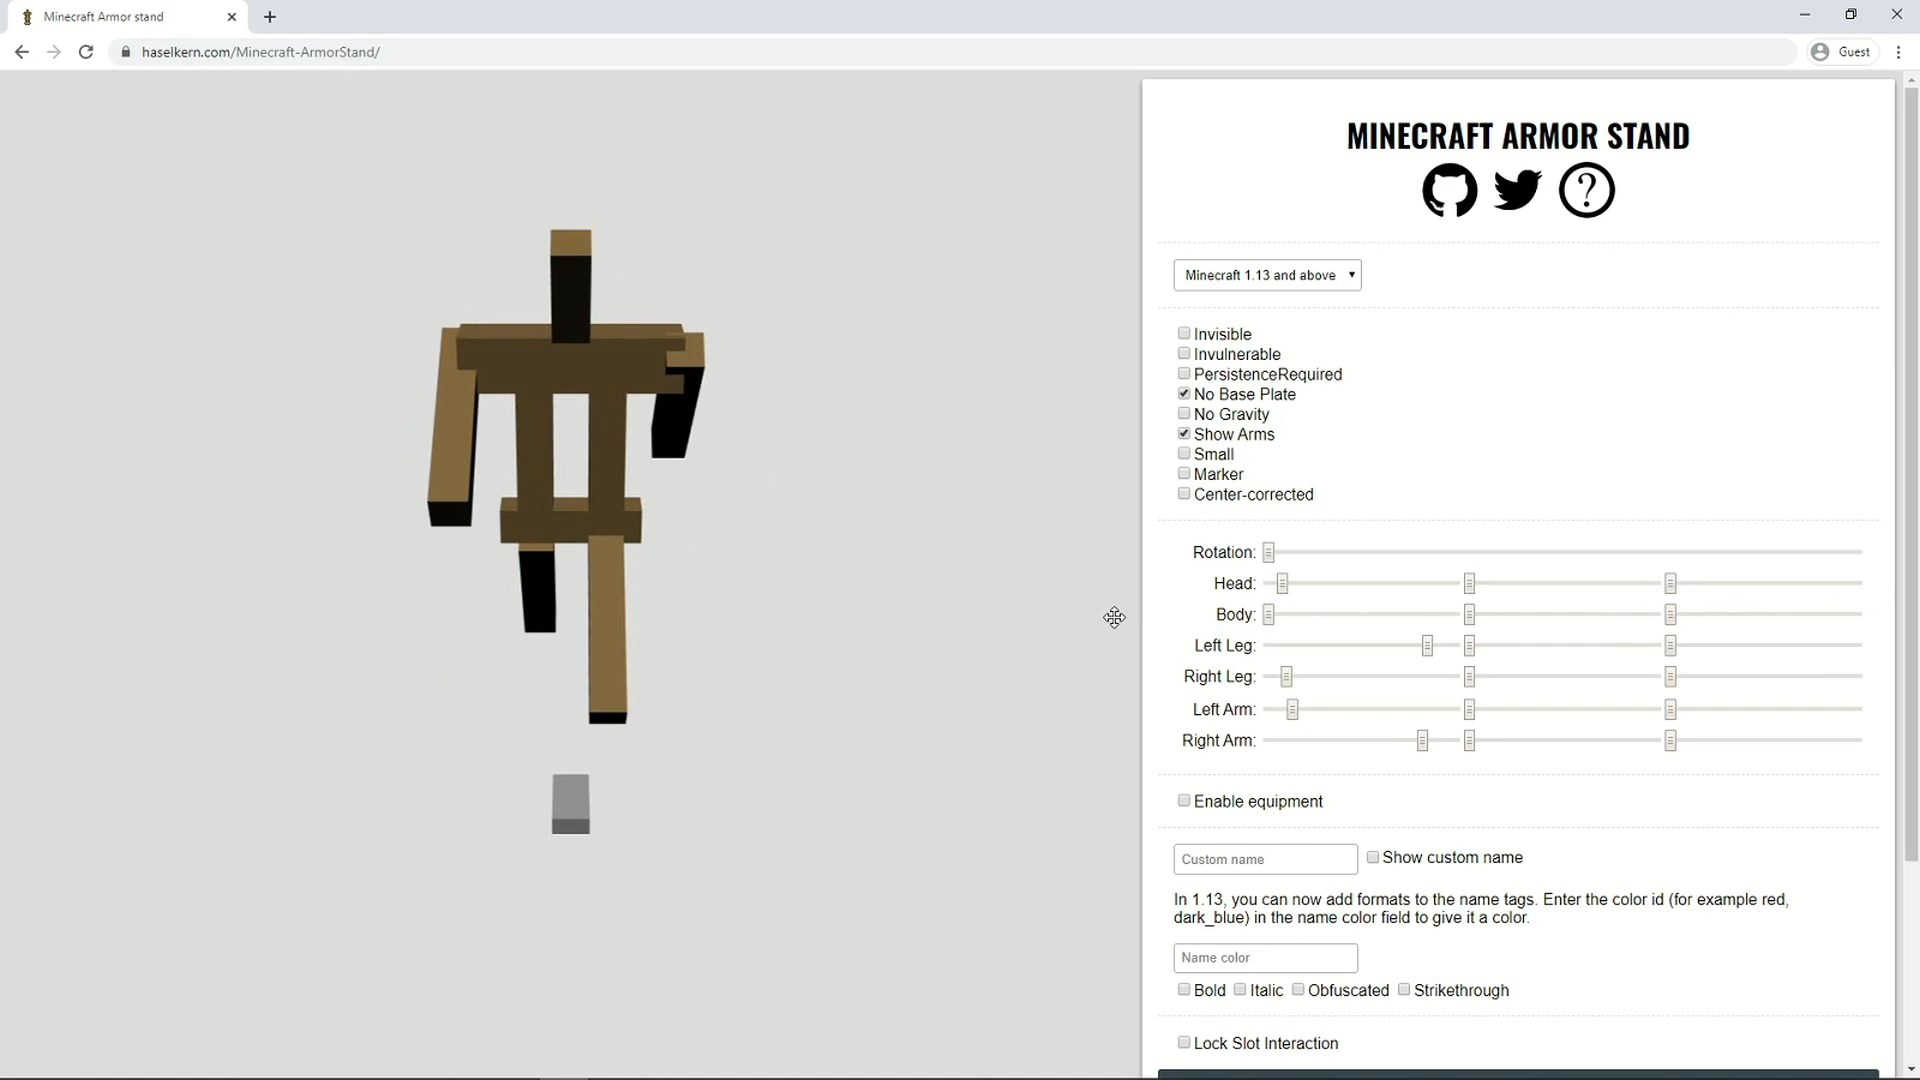 Minecraft Armor stand
haselkern.com/Minecraft-ArmorStand/
Guest
MINECRAFT ARMOR STAND
?
Minecraft 1.13 and above
Invisible
Invulnerable
PersistenceRequired
No Base Plate
No Gravity
Show Arms
Small
Marker
Center-corrected
Rotation:
Head:
Body:
Left Leg:
Right Leg:
Left Arm:
Right Arm:
Enable equipment
Custom name
Show custom name
In 1.13, you can now add formats to the name tags. Enter the color id (for example red,
dark_blue) in the name color field to give it a color.
Name color
Bold Italic Obfuscated Strikethrough
Lock Slot Interaction